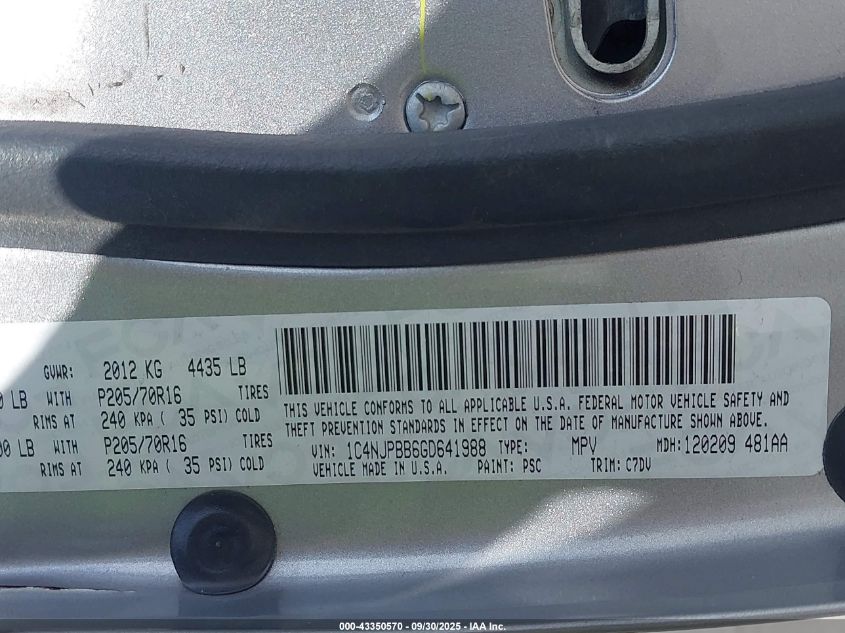 GVWR: 2012 KG 4435 LB
0 LB WITH P205/70R16 TIRES
RIMS AT 240 KPA ( 35 PSI) COLD
00 LB WITH P205/70R16 TIRES
RIMS AT 240 KPA ( 35 PSI) COLD
THIS VEHICLE CONFORMS TO ALL APPLICABLE U.S.A. FEDERAL MOTOR VEHICLE SAFETY AND
THEFT PREVENTION STANDARDS IN EFFECT ON THE DATE OF MANUFACTURE SHOWN ABOVE.
VIN: 1C4NJPBB6GD641988 TYPE: MPV MDH: 120209 481AA
VEHICLE MADE IN U.S.A. PAINT: PSC TRIM: C7DV
000-43350570 - 09/30/2025 - IAA Inc.